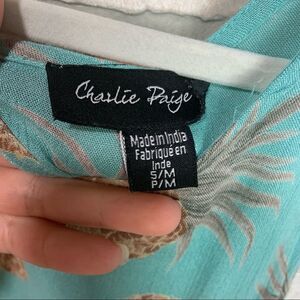 Charlie Paige
Made in India
Fabriqué en
Inde
S/M
P/M